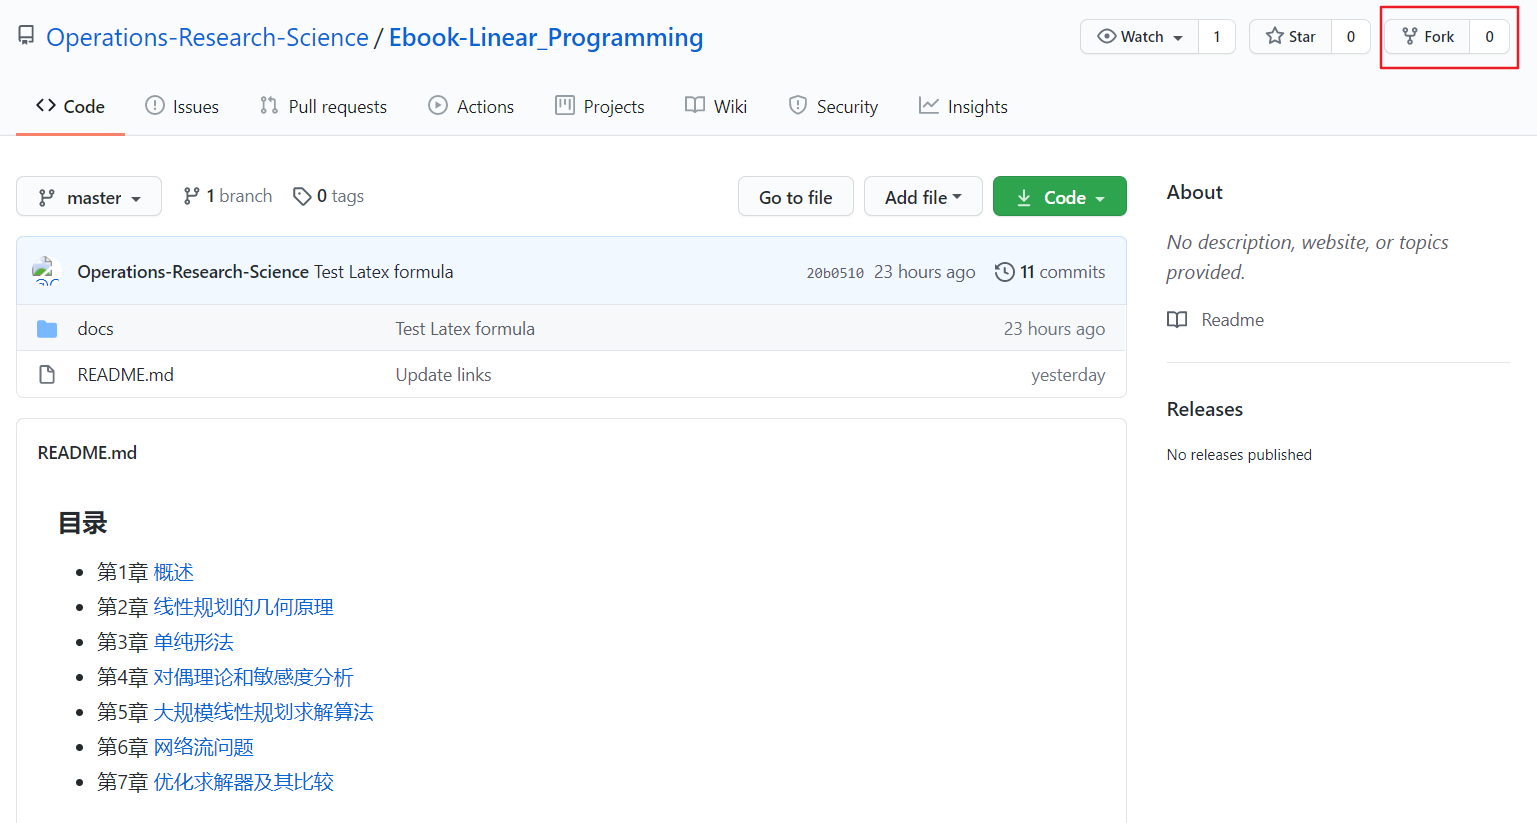 Operations-Research-Science / Ebook-Linear_Programming
Watch 1 Star 0 Fork 0
Code Issues Pull requests Actions Projects Wiki Security Insights
master 1 branch 0 tags Go to file Add file Code
Operations-Research-Science Test Latex formula 20b0510 23 hours ago 11 commits
docs Test Latex formula 23 hours ago
README.md Update links yesterday
README.md
目录
第1章 概述
第2章 线性规划的几何原理
第3章 单纯形法
第4章 对偶理论和敏感度分析
第5章 大规模线性规划求解算法
第6章 网络流问题
第7章 优化求解器及其比较
About
No description, website, or topics
provided.
Readme
Releases
No releases published